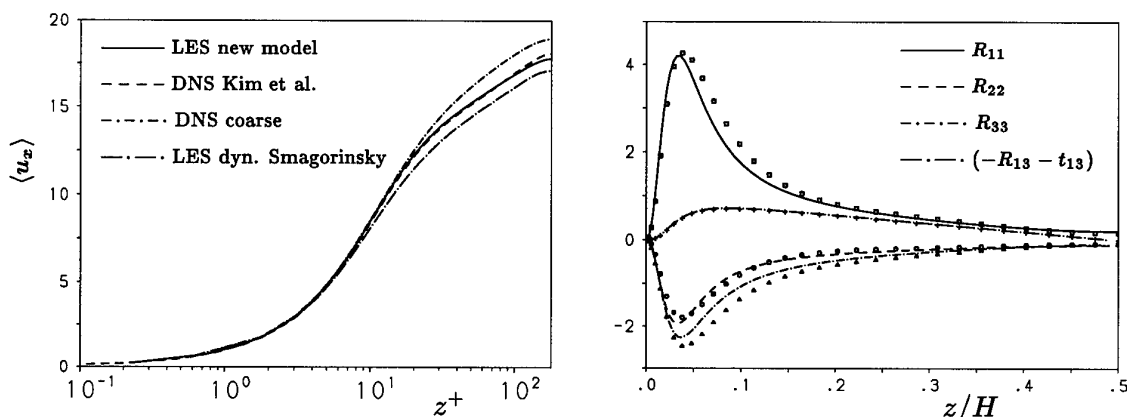 20
15
10
5
0
⟨u_x⟩
LES new model
DNS Kim et al.
DNS coarse
LES dyn. Smagorinsky
10^-1
10^0
10^1
10^2
z^+
4
2
0
-2
R_11
R_22
R_33
(-R_13 - t_13)
.0
.1
.2
.3
.4
.5
z/H